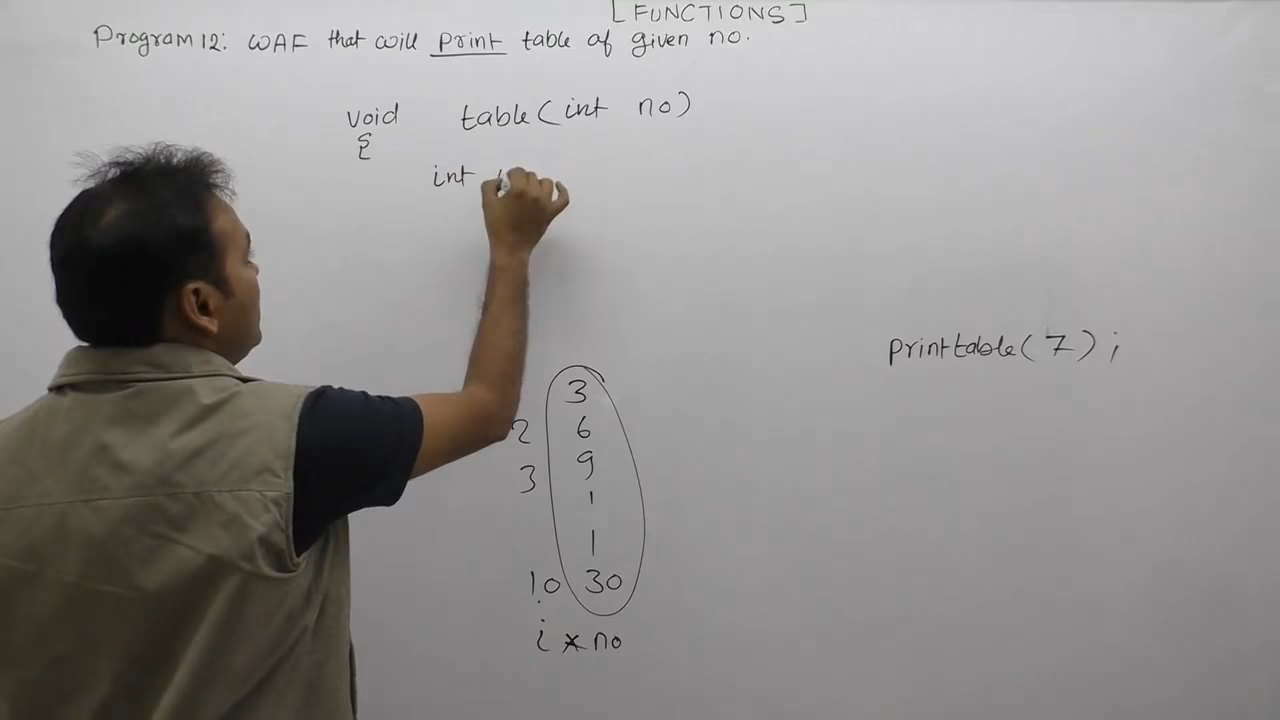 [FUNCTIONS]
Program 12: WAF that will print table of given no.
void table(int no)
{
int
printtable(7);
3
2 6
3 9
1
1
10 30
i * no